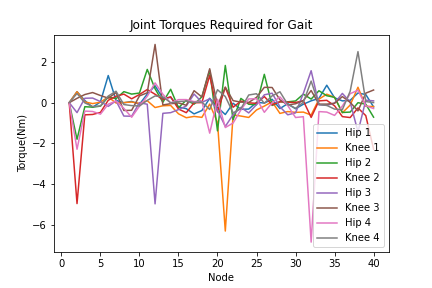 Joint Torques Required for Gait
Torque(Nm)
2
0
−2
−4
−6
0 5 10 15 20 25 30 35 40
Node
Hip 1
Knee 1
Hip 2
Knee 2
Hip 3
Knee 3
Hip 4
Knee 4